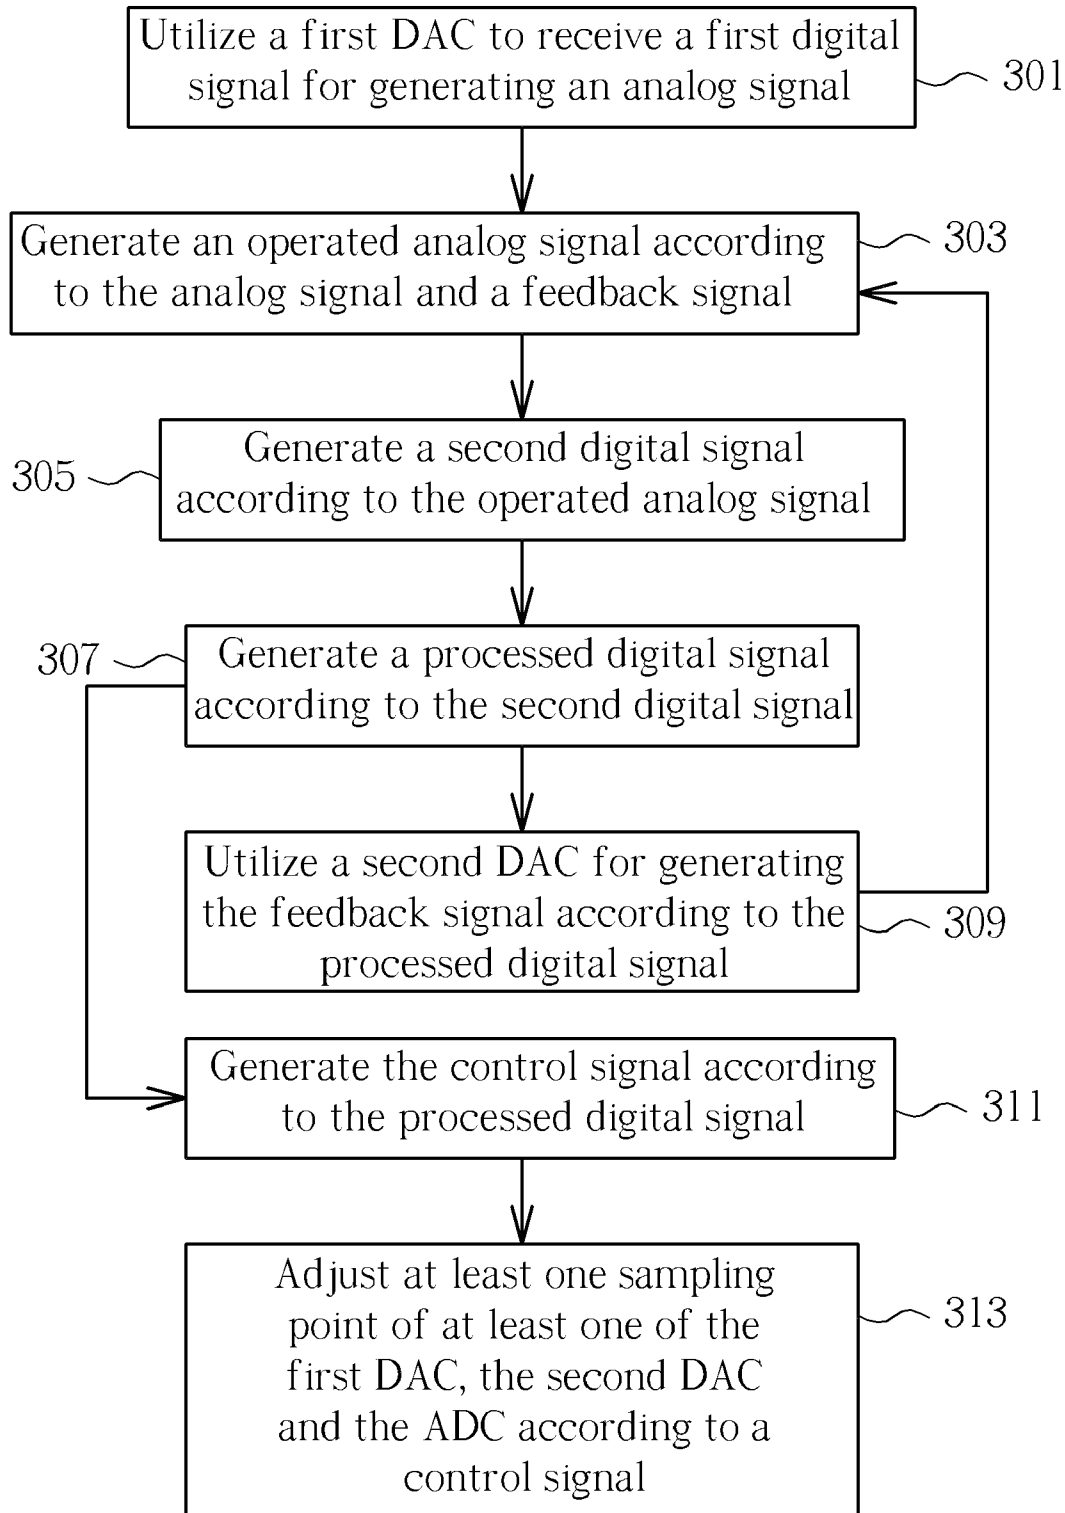 Utilize a first DAC to receive a first digital
signal for generating an analog signal
301
Generate an operated analog signal according
to the analog signal and a feedback signal
303
Generate a second digital signal
according to the operated analog signal
305
Generate a processed digital signal
according to the second digital signal
307
Utilize a second DAC for generating
the feedback signal according to the
processed digital signal
309
Generate the control signal according
to the processed digital signal
311
Adjust at least one sampling
point of at least one of the
first DAC, the second DAC
and the ADC according to a
control signal
313